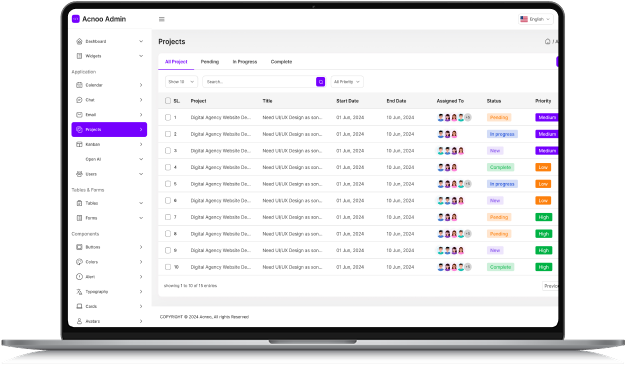 Acnoo Admin
English
Dashboard
Widgets
Application
Calendar
Chat
Email
Projects
Kanban
Open AI
Users
Tables & Forms
Tables
Forms
Components
Buttons
Colors
Alert
Typography
Cards
Avatars
Projects
All Project Pending In Progress Complete
Show 10 Search... All Priority
SL. Project Title Start Date End Date Assigned To Status Priority
1 Digital Agency Website De... Need UI/UX Design as son... 01 Jun, 2024 10 Jun, 2024 +5 Pending Medium
2 Digital Agency Website De... Need UI/UX Design as son... 01 Jun, 2024 10 Jun, 2024 In progress Medium
3 Digital Agency Website De... Need UI/UX Design as son... 01 Jun, 2024 10 Jun, 2024 New Medium
4 Digital Agency Website De... Need UI/UX Design as son... 01 Jun, 2024 10 Jun, 2024 Complete Low
5 Digital Agency Website De... Need UI/UX Design as son... 01 Jun, 2024 10 Jun, 2024 +5 In progress Low
6 Digital Agency Website De... Need UI/UX Design as son... 01 Jun, 2024 10 Jun, 2024 New Low
7 Digital Agency Website De... Need UI/UX Design as son... 01 Jun, 2024 10 Jun, 2024 Pending High
8 Digital Agency Website De... Need UI/UX Design as son... 01 Jun, 2024 10 Jun, 2024 +5 Pending High
9 Digital Agency Website De... Need UI/UX Design as son... 01 Jun, 2024 10 Jun, 2024 New High
10 Digital Agency Website De... Need UI/UX Design as son... 01 Jun, 2024 10 Jun, 2024 +5 Complete High
showing 1 to 10 of 15 entries
COPYRIGHT © 2024 Acnoo, All rights Reserved